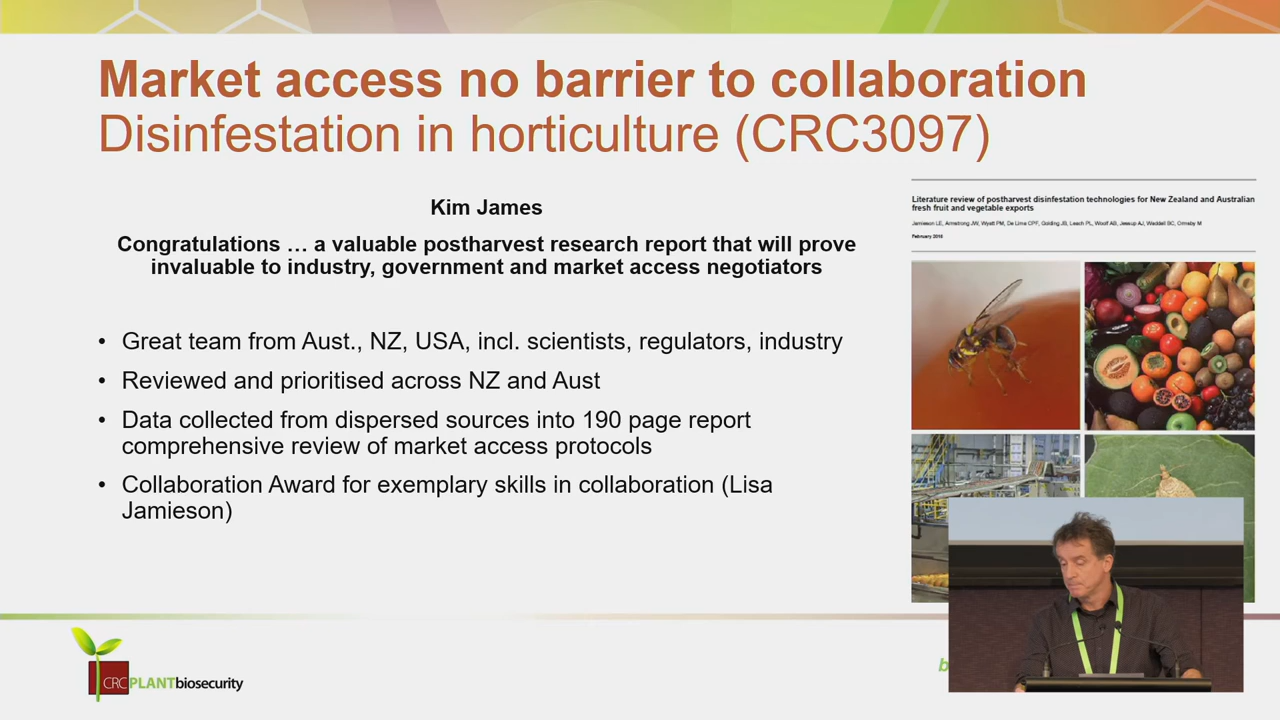 Market access no barrier to collaboration
Disinfestation in horticulture (CRC3097)
Kim James
Congratulations … a valuable postharvest research report that will prove
invaluable to industry, government and market access negotiators
• Great team from Aust., NZ, USA, incl. scientists, regulators, industry
• Reviewed and prioritised across NZ and Aust
• Data collected from dispersed sources into 190 page report
comprehensive review of market access protocols
• Collaboration Award for exemplary skills in collaboration (Lisa
Jamieson)
Literature review of postharvest disinfestation technologies for New Zealand and Australian
fresh fruit and vegetable exports
Jamieson LE, Armstrong JW, Wyatt PM, De Lima CPF, Golding JB, Leach PL, Woolf AB, Jessup AJ, Waddell BC, Ormsby M
CRCPLANTbiosecurity